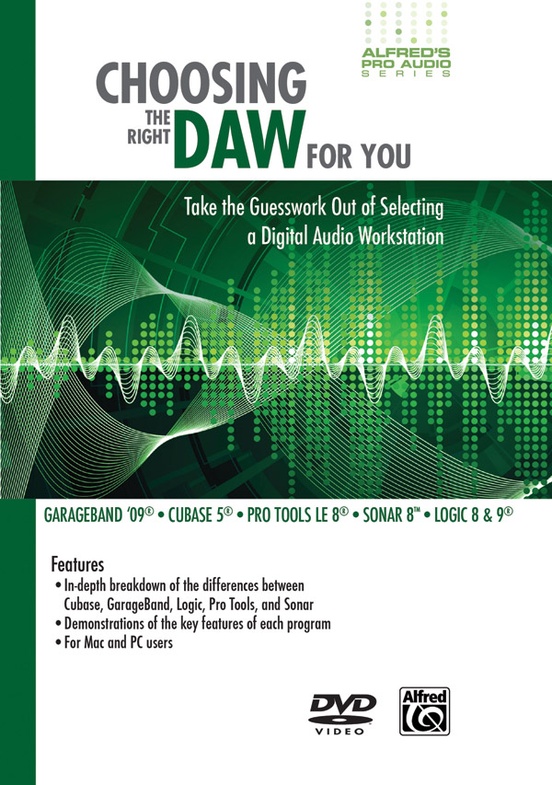 ALFRED'S
PRO AUDIO
SERIES
CHOOSING
THE
RIGHT
DAW FOR YOU
Take the Guesswork Out of Selecting
a Digital Audio Workstation
GARAGEBAND '09® • CUBASE 5® • PRO TOOLS LE 8® • SONAR 8™ • LOGIC 8 & 9®
Features
• In-depth breakdown of the differences between
Cubase, GarageBand, Logic, Pro Tools, and Sonar
• Demonstrations of the key features of each program
• For Mac and PC users
DVD
VIDEO
Alfred